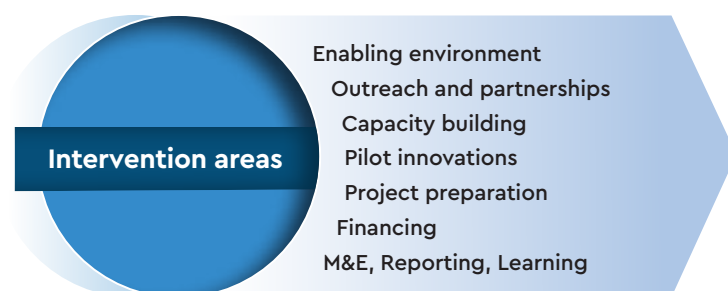 Intervention areas
Enabling environment
Outreach and partnerships
Capacity building
Pilot innovations
Project preparation
Financing
M&E, Reporting, Learning